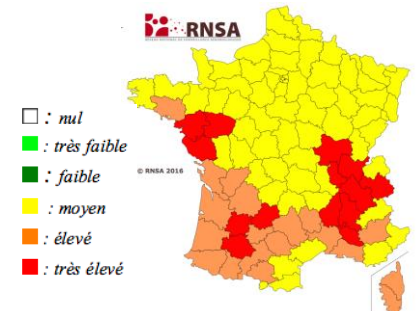 RNSA
: nul
: très faible
: faible
: moyen
: élevé
: très élevé
© RNSA 2016